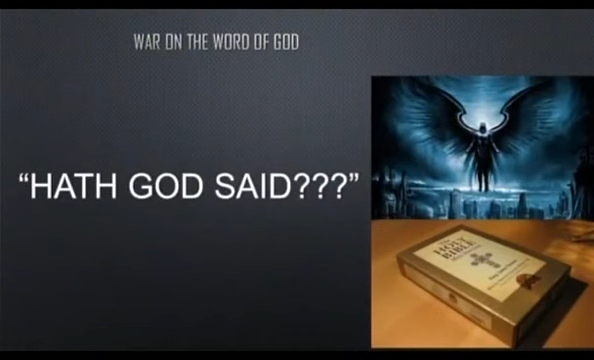 WAR ON THE WORD OF GOD
“HATH GOD SAID???”
HOLY
BIBLE